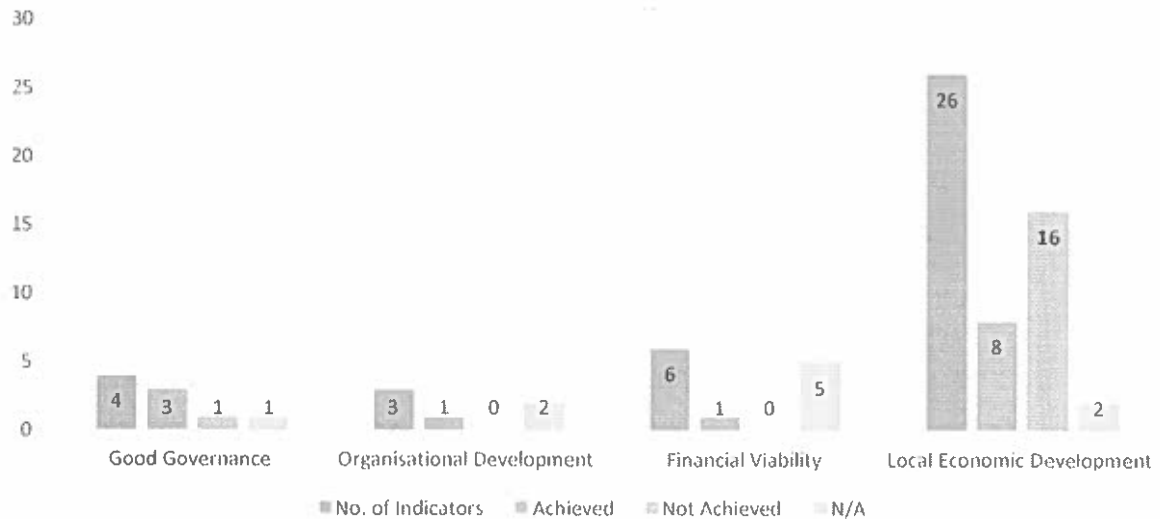 30
25
20
15
10
5
0
26
8
16
2
4
3
1
1
3
1
0
2
6
1
0
5
Good Governance
Organisational Development
Financial Viability
Local Economic Development
No. of Indicators
Achieved
Not Achieved
N/A